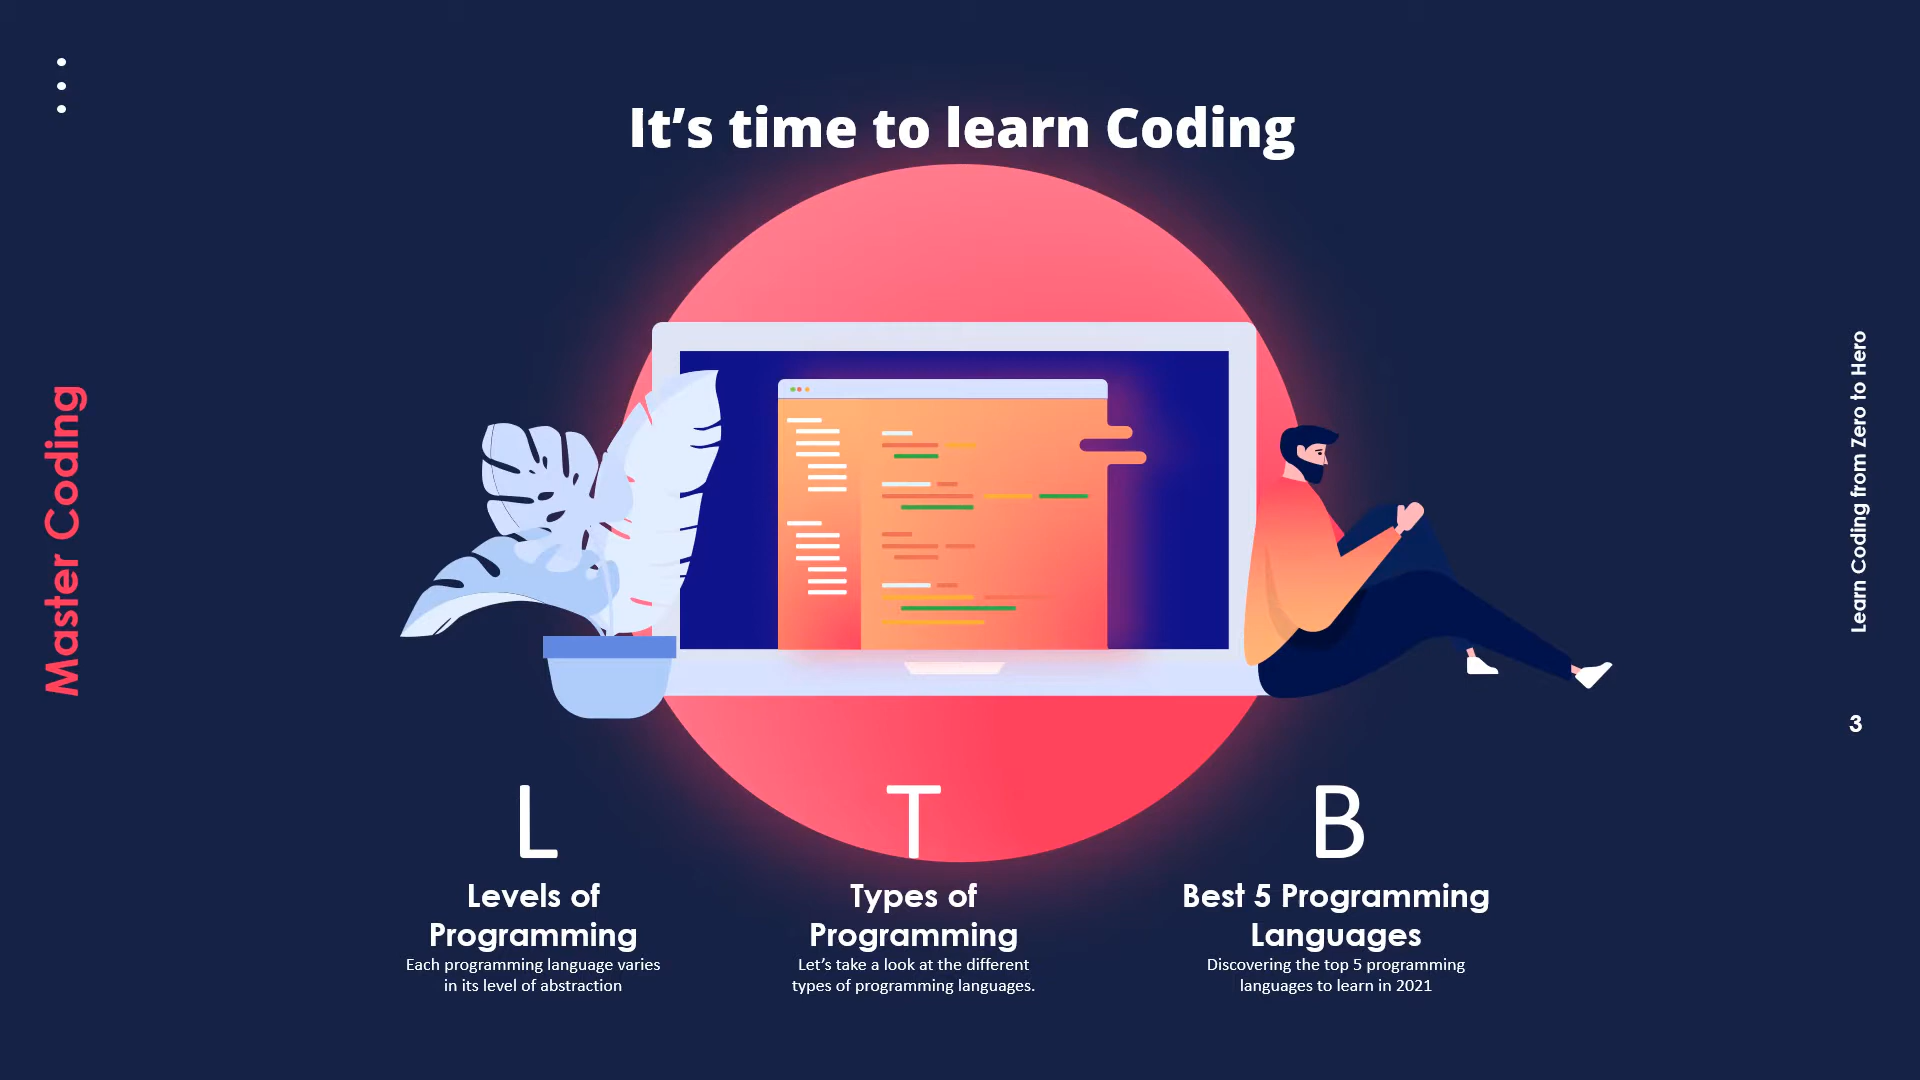 It’s time to learn Coding
Master Coding
Learn Coding from Zero to Hero
3
L
Levels of
Programming
Each programming language varies
in its level of abstraction
T
Types of
Programming
Let’s take a look at the different
types of programming languages.
B
Best 5 Programming
Languages
Discovering the top 5 programming
languages to learn in 2021